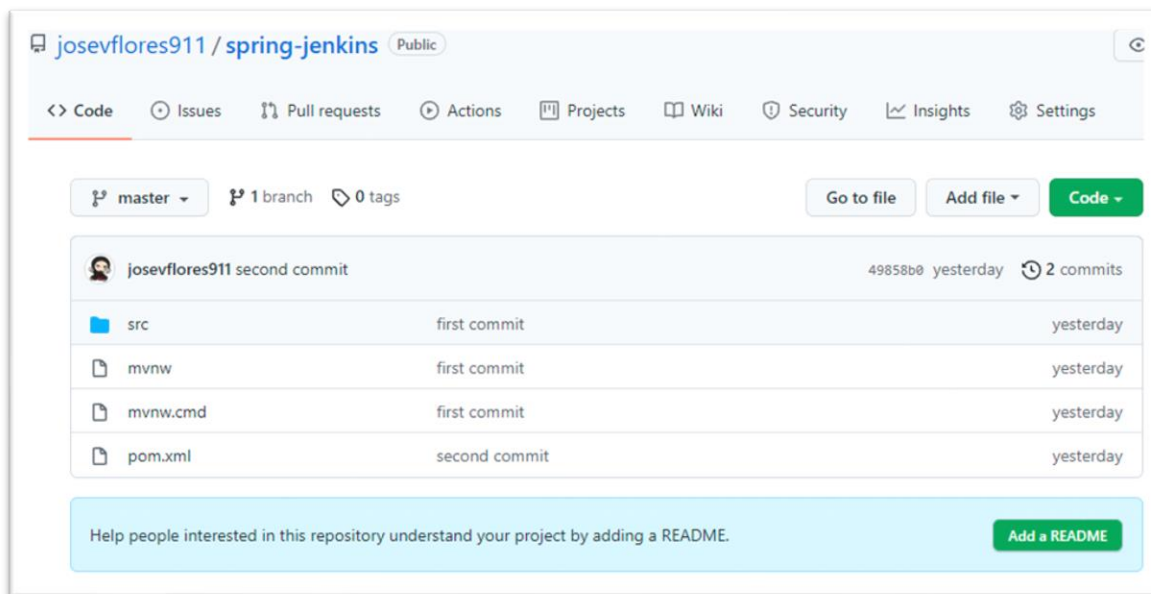 josevflores911 / spring-jenkins Public
<> Code Issues Pull requests Actions Projects Wiki Security Insights Settings
master 1 branch 0 tags Go to file Add file Code
josevflores911 second commit 49858b0 yesterday 2 commits
src first commit yesterday
mvnw first commit yesterday
mvnw.cmd first commit yesterday
pom.xml second commit yesterday
Help people interested in this repository understand your project by adding a README. Add a README